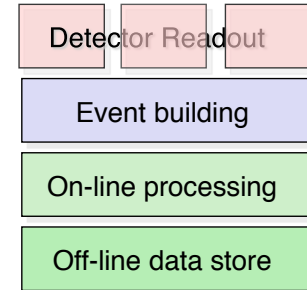 Detector Readout
Event building
On-line processing
Off-line data store